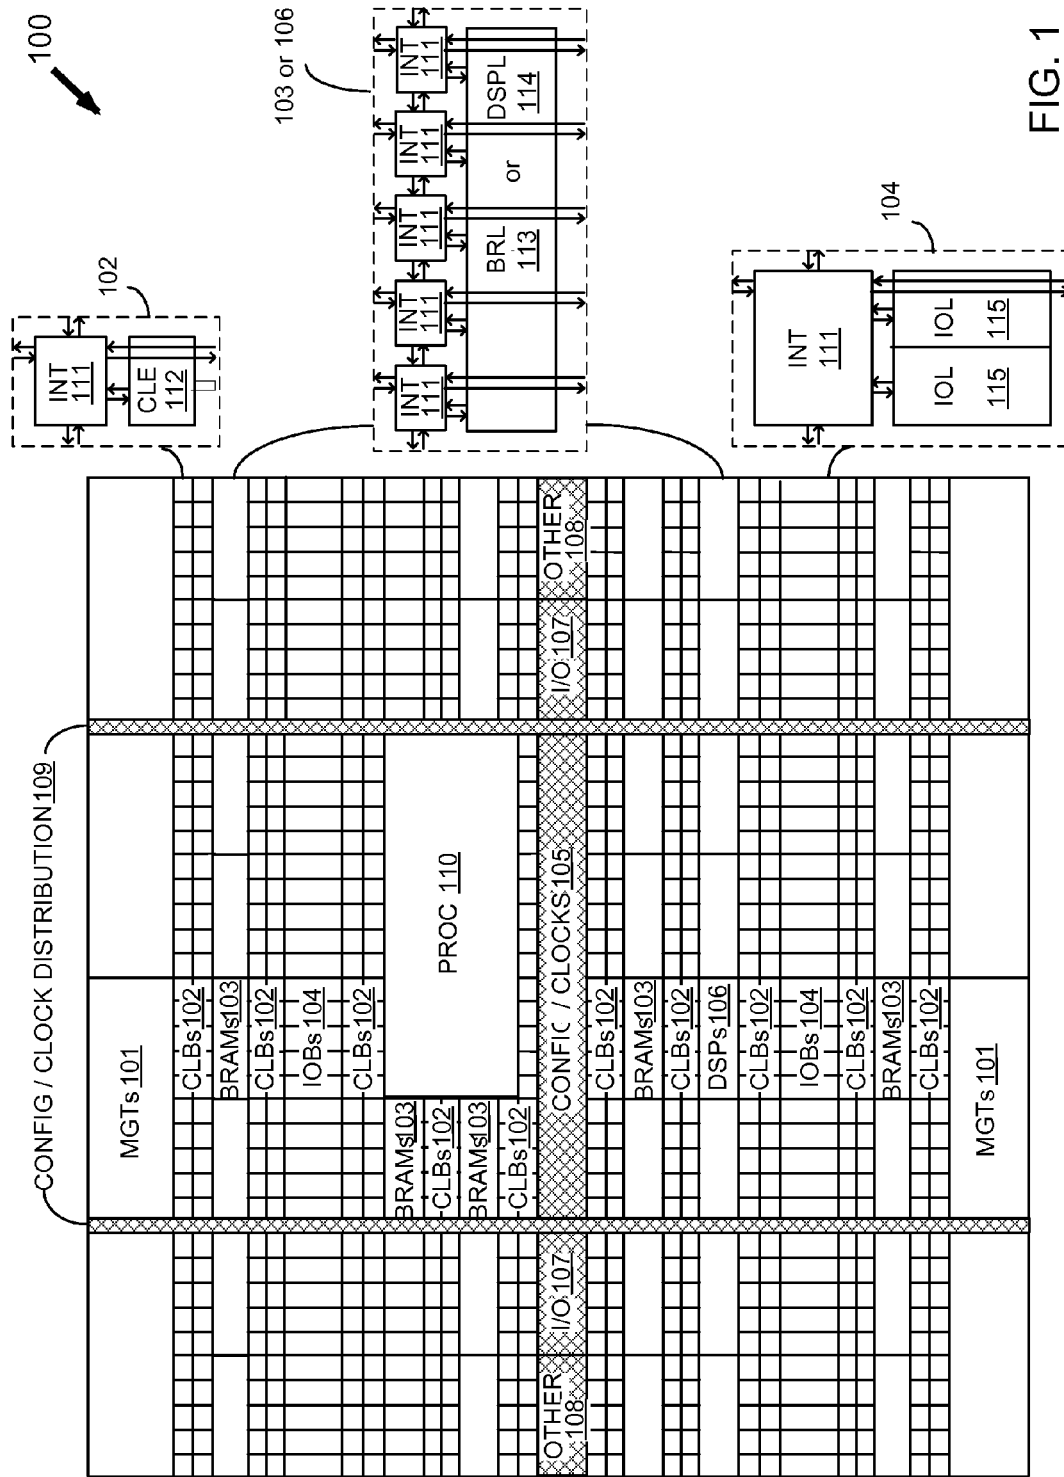 100
103 or 106
102
104
INT
111
CLE
112
INT
111
INT
111
INT
111
INT
111
INT
111
BRL
113
or
DSPL
114
INT
111
IOL
115
IOL
115
CONFIG / CLOCK DISTRIBUTION 109
MGTs 101
CLBs 102
BRAMs 103
CLBs 102
IOBs 104
CLBs 102
BRAMs 103
CLBs 102
BRAMs 103
CLBs 102
PROC 110
OTHER
108
I/O 107
CONFIG / CLOCKS 105
I/O 107
OTHER
108
CLBs 102
BRAMs 103
CLBs 102
DSPs 106
CLBs 102
IOBs 104
CLBs 102
BRAMs 103
CLBs 102
MGTs 101
FIG. 1